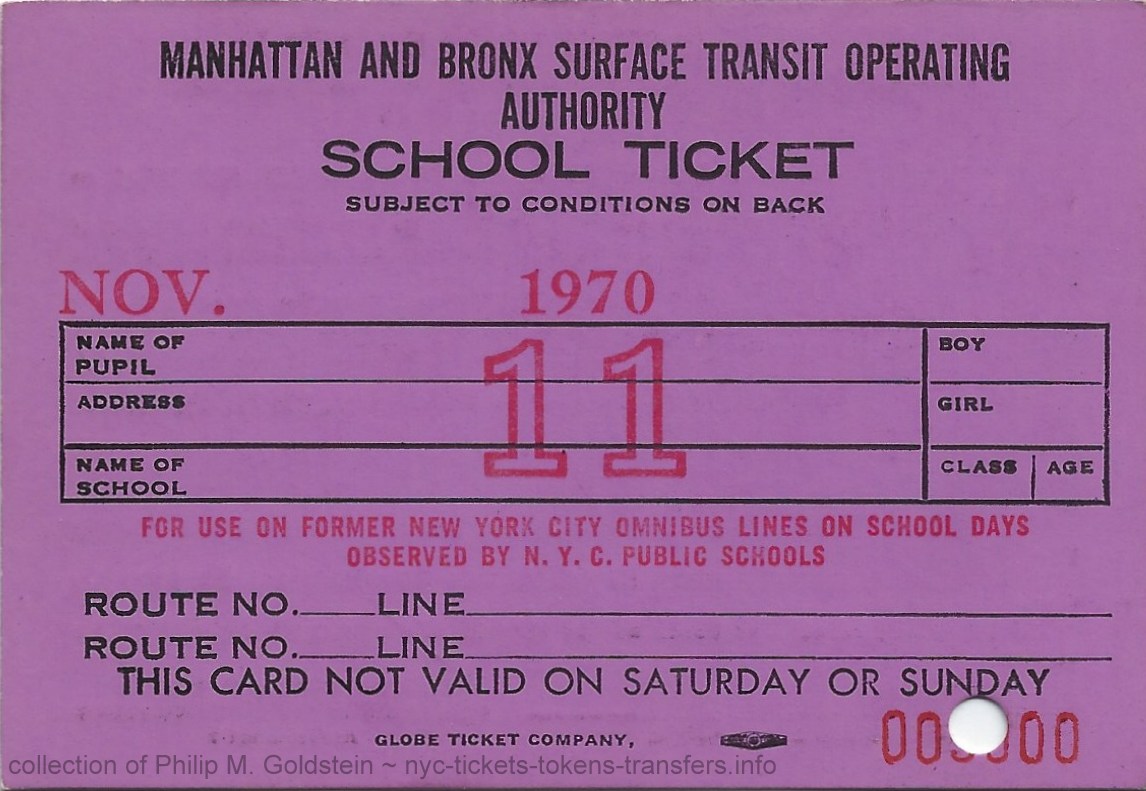 MANHATTAN AND BRONX SURFACE TRANSIT OPERATING
AUTHORITY
SCHOOL TICKET
SUBJECT TO CONDITIONS ON BACK
NOV. 1970
NAME OF
PUPIL
BOY
11
ADDRESS
GIRL
NAME OF
SCHOOL
CLASS AGE
FOR USE ON FORMER NEW YORK CITY OMNIBUS LINES ON SCHOOL DAYS
OBSERVED BY N. Y. C. PUBLIC SCHOOLS
ROUTE NO.____LINE
ROUTE NO.____LINE
THIS CARD NOT VALID ON SATURDAY OR SUNDAY
GLOBE TICKET COMPANY,
collection of Philip M. Goldstein ~ nyc-tickets-tokens-transfers.info